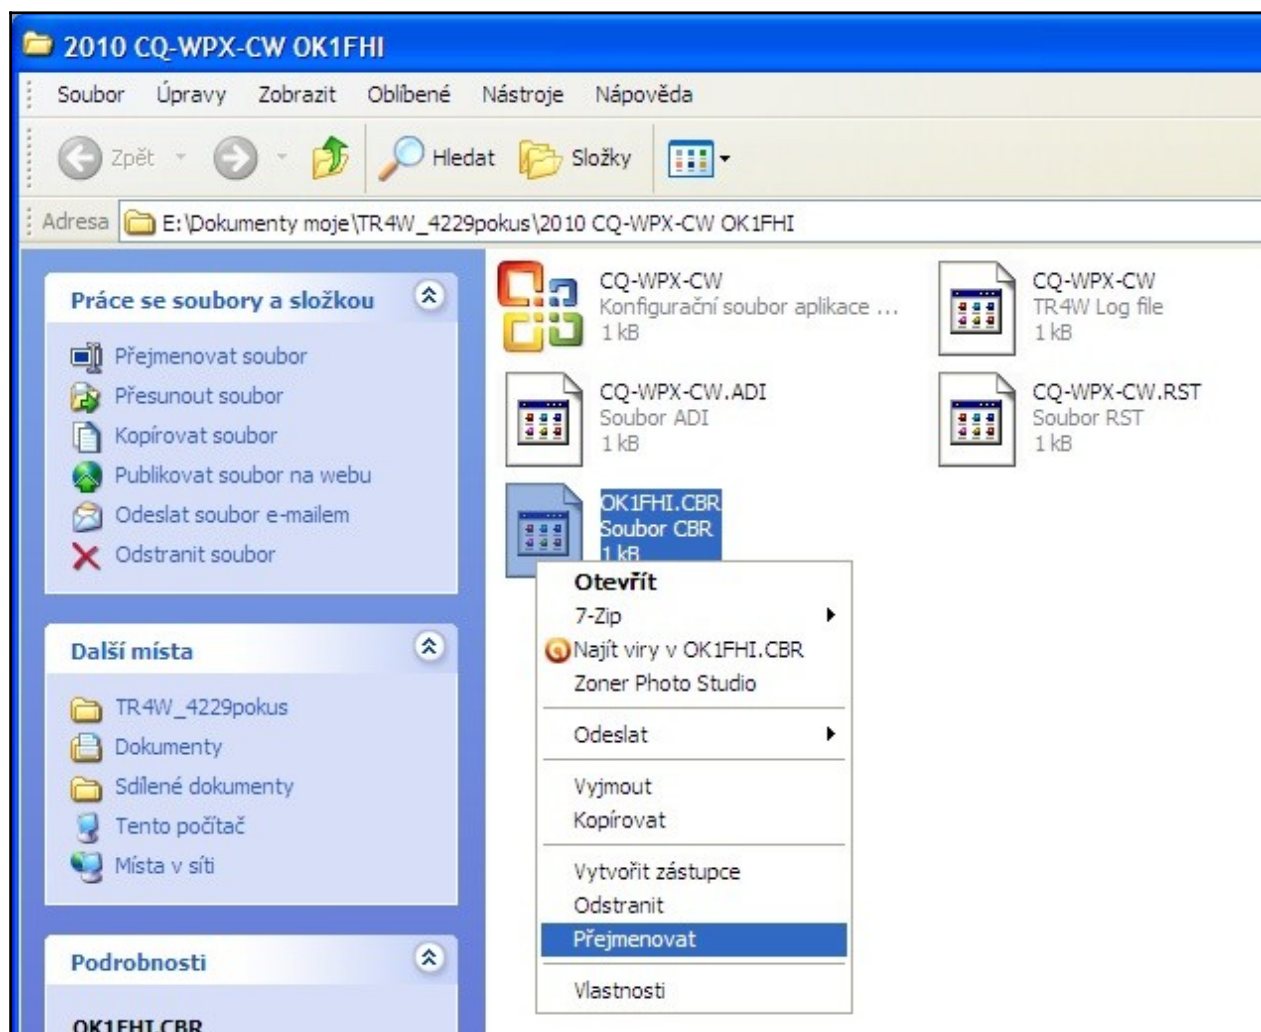 2010 CQ-WPX-CW OK1FHI
Soubor Úpravy Zobrazit Oblíbené Nástroje Nápověda
Zpět Hledat Složky
Adresa E:\Dokumenty moje\TR4W_4229pokus\2010 CQ-WPX-CW OK1FHI
Práce se soubory a složkou
Přejmenovat soubor
Přesunout soubor
Kopírovat soubor
Publikovat soubor na webu
Odeslat soubor e-mailem
Odstranit soubor
Další místa
TR4W_4229pokus
Dokumenty
Sdílené dokumenty
Tento počítač
Místa v síti
Podrobnosti
OK1FHI.CBR
CQ-WPX-CW
Konfigurační soubor aplikace ...
1 kB
CQ-WPX-CW
TR4W Log file
1 kB
CQ-WPX-CW.ADI
Soubor ADI
1 kB
CQ-WPX-CW.RST
Soubor RST
1 kB
OK1FHI.CBR
Soubor CBR
1 kB
Otevřít
7-Zip
Najít viry v OK1FHI.CBR
Zoner Photo Studio
Odeslat
Vyjmout
Kopírovat
Vytvořit zástupce
Odstranit
Přejmenovat
Vlastnosti